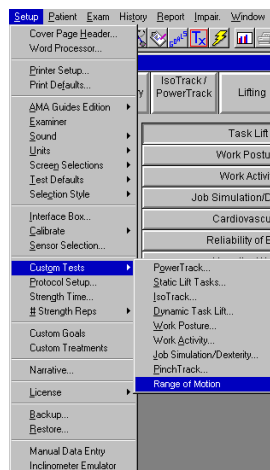 Setup Patient Exam History Report Impair. Window
Cover Page Header...
Word Processor...
Printer Setup...
Print Defaults...
AMA Guides Edition
Examiner
Sound
Units
Screen Selections
Test Defaults
Selection Style
Interface Box...
Calibrate
Sensor Selection...
Custom Tests
Protocol Setup...
Strength Time...
# Strength Reps
Custom Goals
Custom Treatments
Narrative...
License
Backup...
Restore...
Manual Data Entry
Inclinometer Emulator
GOALS Tx
IsoTrack /
PowerTrack
Lifting
Task Lift
Work Postu
Work Activi
Job Simulation/D
Cardiovascu
Reliability of E
PowerTrack...
Static Lift Tasks...
IsoTrack...
Dynamic Task Lift...
Work Posture...
Work Activity...
Job Simulation/Dexterity...
PinchTrack...
Range of Motion